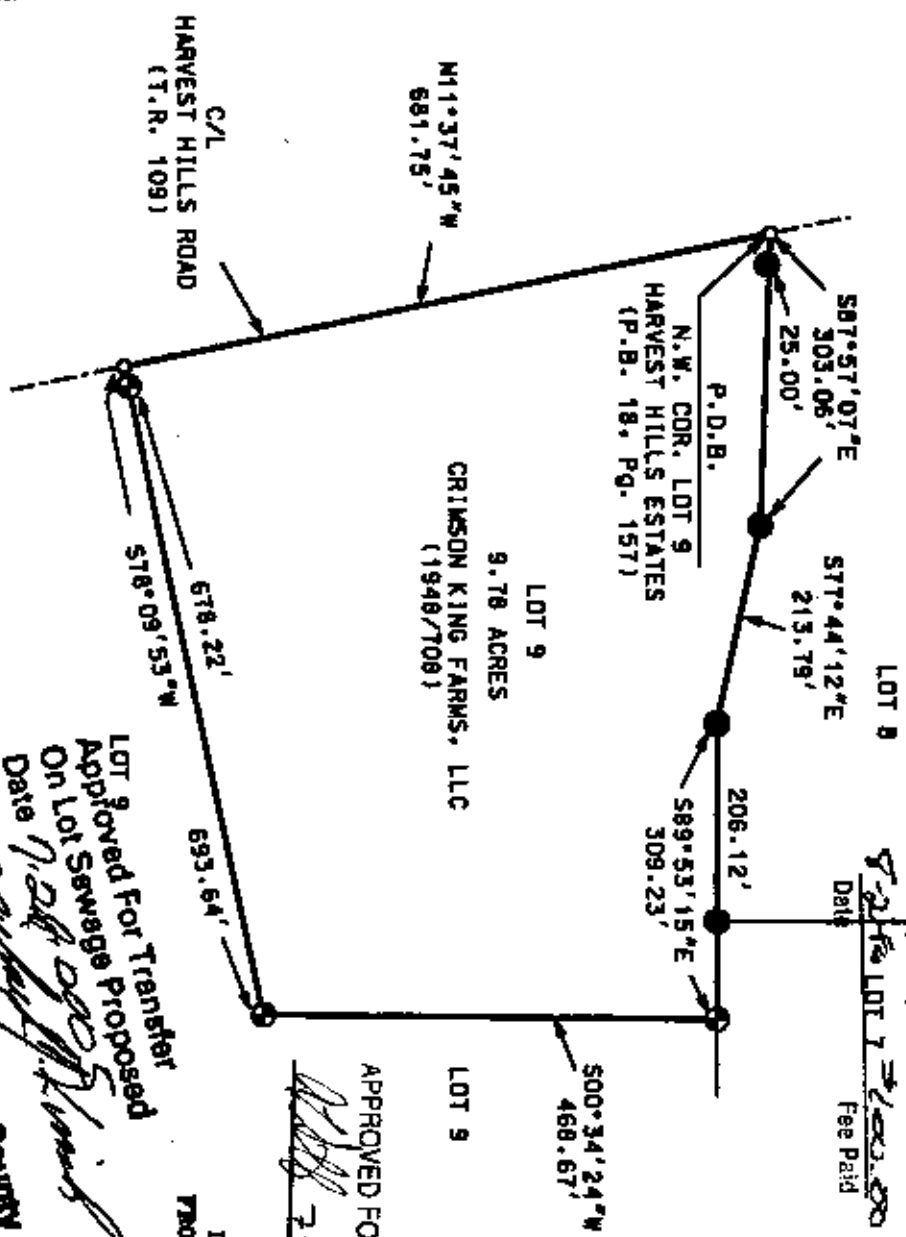 LOT 8
S87°57'07"E
303.06'
25.00'
S77°44'12"E
213.79'
206.12'
S89°53'15"E
309.23'
Date
LOT 7
Fee Paid
N11°37'45"W
681.75'
C/L
HARVEST HILLS ROAD
(T.R. 109)
P.O.B.
N.W. COR. LOT 9
HARVEST HILLS ESTATES
(P.B. 18, Pg. 157)
LOT 9
9.78 ACRES
CRIMSON KING FARMS, LLC
(1948/708)
S00°34'24"W
468.67'
LOT 9
678.22'
S78°09'53"W
693.64'
LOT 9
Approved For Transfer
On Lot Sewage Proposed
Date
APPROVED FO